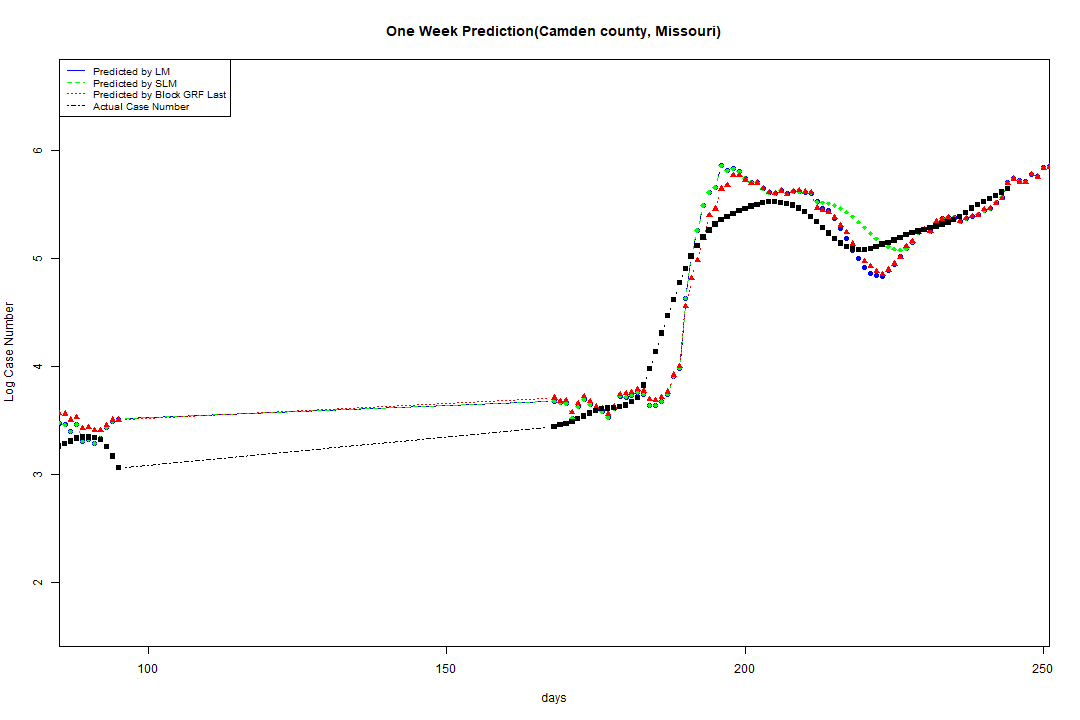 One Week Prediction(Camden county, Missouri)
Predicted by LM
Predicted by SLM
Predicted by Block GRF Last
Actual Case Number
Log Case Number
6
5
4
3
2
100 150 200 250
days